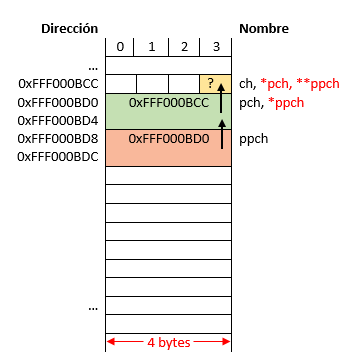 Dirección Nombre
0 1 2 3
...
0xFFF000BCC ? ch, *pch, **ppch
0xFFF000BD0 0xFFF000BCC pch, *ppch
0xFFF000BD4
0xFFF000BD8 0xFFF000BD0 ppch
0xFFF000BDC
...
4 bytes